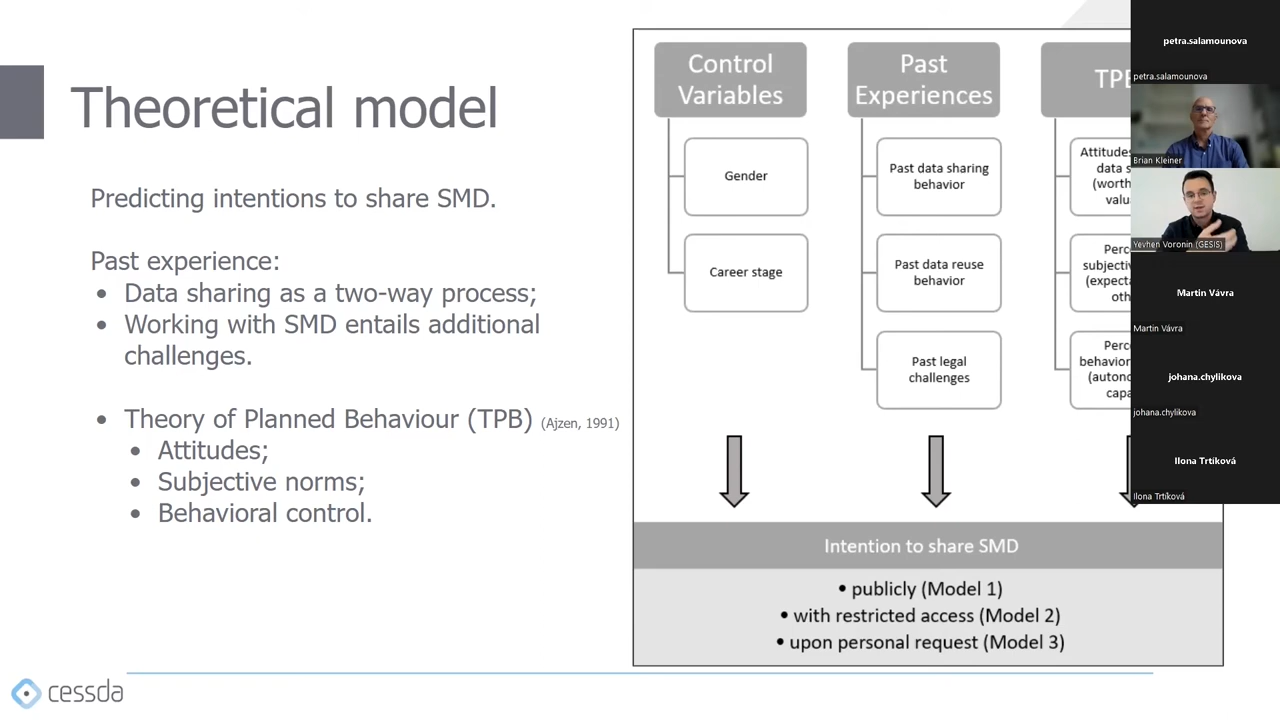 Theoretical model
Predicting intentions to share SMD.
Past experience:
• Data sharing as a two-way process;
• Working with SMD entails additional
challenges.
• Theory of Planned Behaviour (TPB) (Ajzen, 1991)
• Attitudes;
• Subjective norms;
• Behavioral control.
Control
Variables
Gender
Career stage
Past
Experiences
Past data sharing
behavior
Past data reuse
behavior
Past legal
challenges
Attitudes
data
Intention to share SMD
• publicly (Model 1)
• with restricted access (Model 2)
• upon personal request (Model 3)
cessda
petra.salamounova
petra.salamounova
Brian Kleiner
Yevhen Voronin (GESIS)
Martin Vávra
Martin Vávra
johana.chylikova
johana.chylikova
Ilona Trtíková
Ilona Trtíková